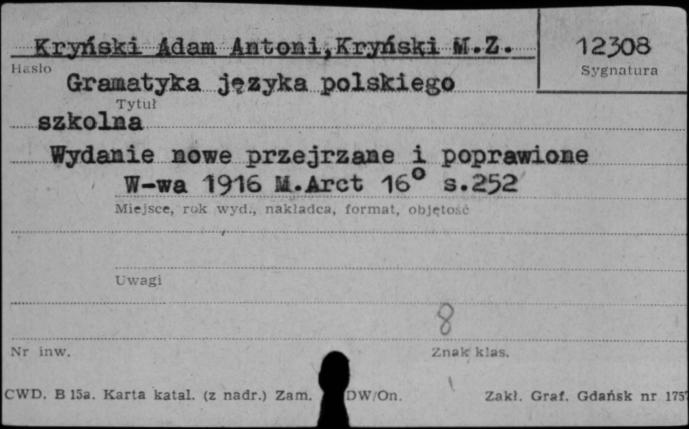 Kryński Adam Antoni,Kryński M.Z.
12308
Hasło
Sygnatura
Gramatyka języka polskiego
Tytuł
szkolna
Wydanie nowe przejrzane i poprawione
W-wa 1916 M.Arct 16° s.252
Miejsce, rok wyd., nakładca, format, objętość
Uwagi
8
Nr inw.
Znak klas.
CWD. B 15a. Karta katal. (z nadr.) Zam. DW/On. Zakł. Graf. Gdańsk nr 175